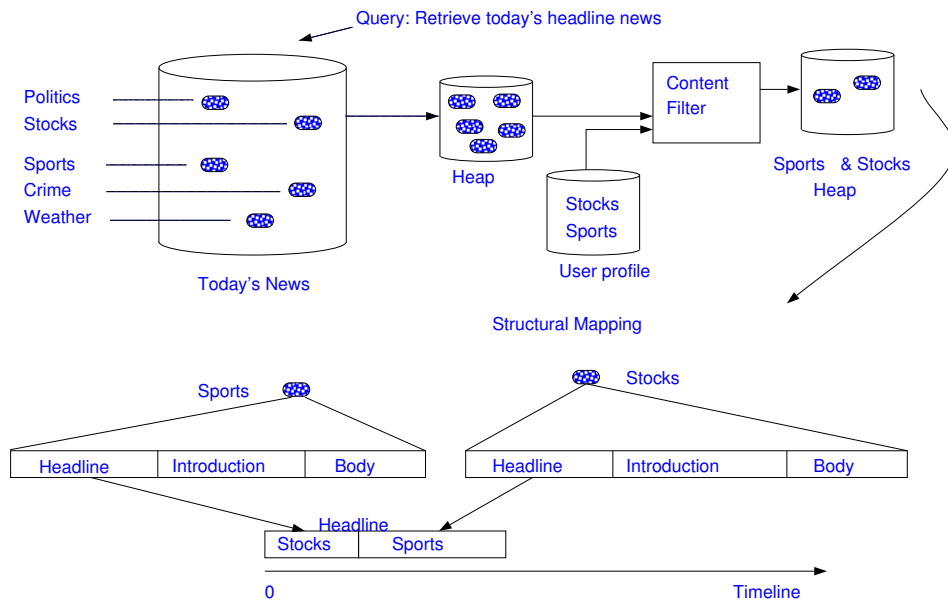 Query: Retrieve today's headline news
Politics
Stocks
Sports
Crime
Weather
Today's News
Heap
Stocks
Sports
User profile
Content
Filter
Sports & Stocks
Heap
Structural Mapping
Sports
Stocks
Headline Introduction Body
Headline Introduction Body
Headline
Stocks Sports
0 Timeline